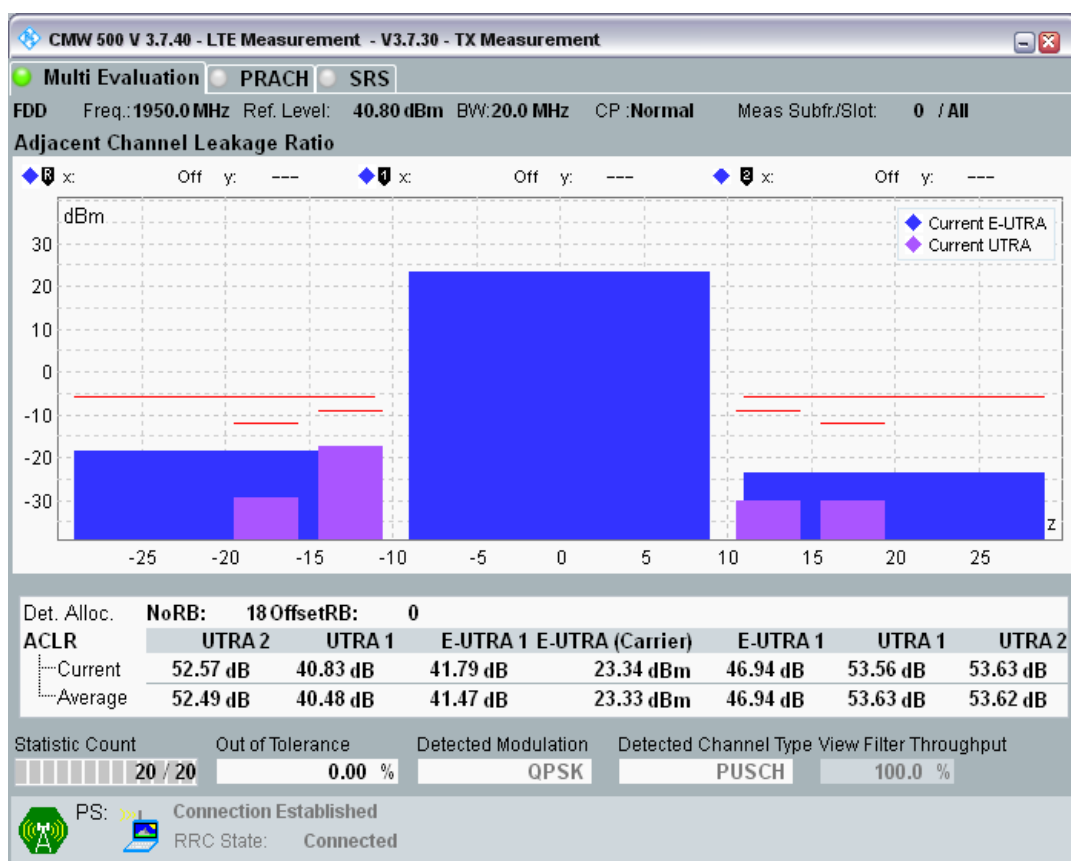 CMW 500 V 3.7.40 - LTE Measurement - V3.7.30 - TX Measurement
Multi Evaluation PRACH SRS
FDD Freq.: 1950.0 MHz Ref. Level: 40.80 dBm BW: 20.0 MHz CP : Normal Meas Subfr./Slot: 0 / All
Adjacent Channel Leakage Ratio
R x: Off y: --- 1 x: Off y: --- 2 x: Off y: ---
dBm
Current E-UTRA
Current UTRA
30
20
10
0
-10
-20
-30
z
-25 -20 -15 -10 -5 0 5 10 15 20 25
Det. Alloc. NoRB: 18 OffsetRB: 0
ACLR UTRA 2 UTRA 1 E-UTRA 1 E-UTRA (Carrier) E-UTRA 1 UTRA 1 UTRA 2
Current 52.57 dB 40.83 dB 41.79 dB 23.34 dBm 46.94 dB 53.56 dB 53.63 dB
Average 52.49 dB 40.48 dB 41.47 dB 23.33 dBm 46.94 dB 53.63 dB 53.62 dB
Statistic Count Out of Tolerance Detected Modulation Detected Channel Type View Filter Throughput
20 / 20 0.00 % QPSK PUSCH 100.0 %
PS: Connection Established
RRC State: Connected